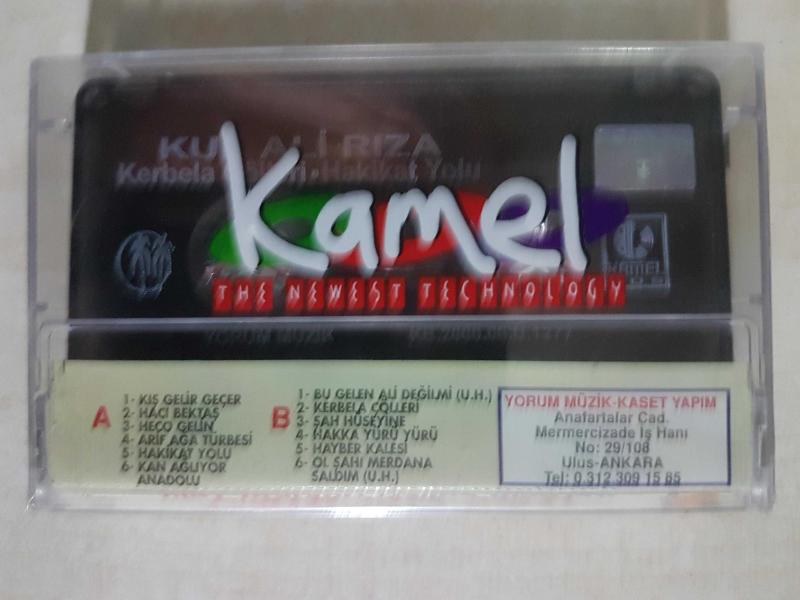 ALİ RIZA
Kerbela Çölleri-Hakikat Yolu
Kamel
KAMEL
THE NEWEST TECHNOLOGY
YORUM MÜZİK
A
1- KIŞ GELİR GEÇER
2- HACI BEKTAŞ
3- HEÇO GELİN
4- ARİF AĞA TÜRBESİ
5- HAKİKAT YOLU
6- KAN AĞLIYOR
ANADOLU
B
1- BU GELEN ALİ DEĞİLMİ (U.H.)
2- KERBELA ÇÖLLERİ
3- ŞAH HÜSEYİNE
4- HAKKA YÜRÜ YÜRÜ
5- HAYBER KALESİ
6- OL ŞAHI MERDANA
SALDIM (U.H.)
YORUM MÜZİK-KASET YAPIM
Anafartalar Cad.
Mermercizade İş Hanı
No: 29/108
Ulus-ANKARA
Tel: 0.312 309 15 85